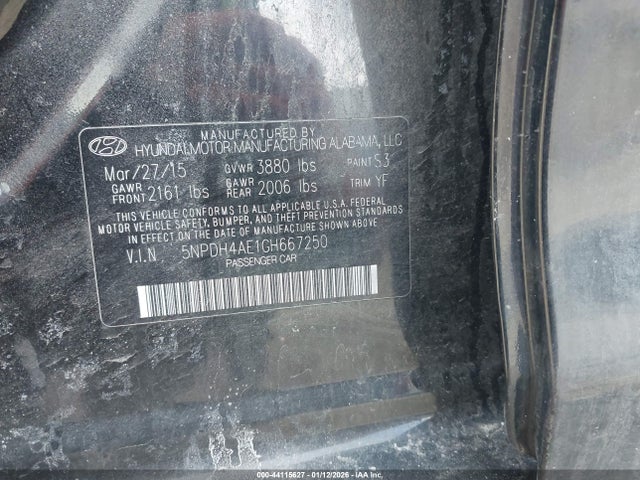 MANUFACTURED BY
HYUNDAI MOTOR MANUFACTURING ALABAMA, LLC
Mar/27/15 GVWR 3880 lbs PAINT S3
GAWR FRONT 2161 lbs GAWR REAR 2006 lbs TRIM YF
THIS VEHICLE CONFORMS TO ALL APPLICABLE U.S.A. FEDERAL
MOTOR VEHICLE SAFETY, BUMPER, AND THEFT PREVENTION STANDARDS
IN EFFECT ON THE DATE OF MANUFACTURE SHOWN ABOVE.
V.I.N 5NPDH4AE1GH667250
PASSENGER CAR
000-44115627 - 01/12/2026 - COPYRIGHT IAA, LLC